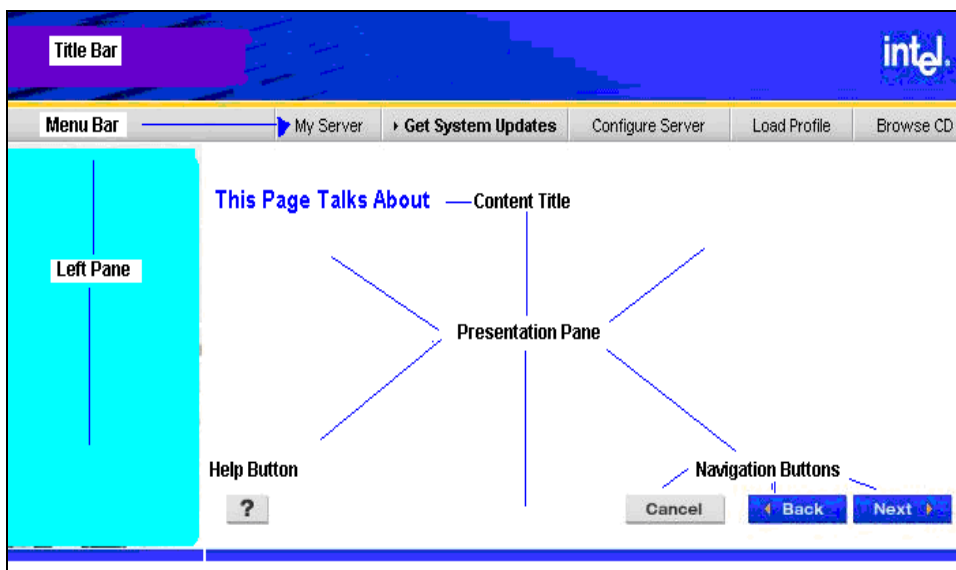 Title Bar
intel.
Menu Bar My Server Get System Updates Configure Server Load Profile Browse CD
This Page Talks About Content Title
Left Pane
Presentation Pane
Help Button Navigation Buttons
? Cancel Back Next